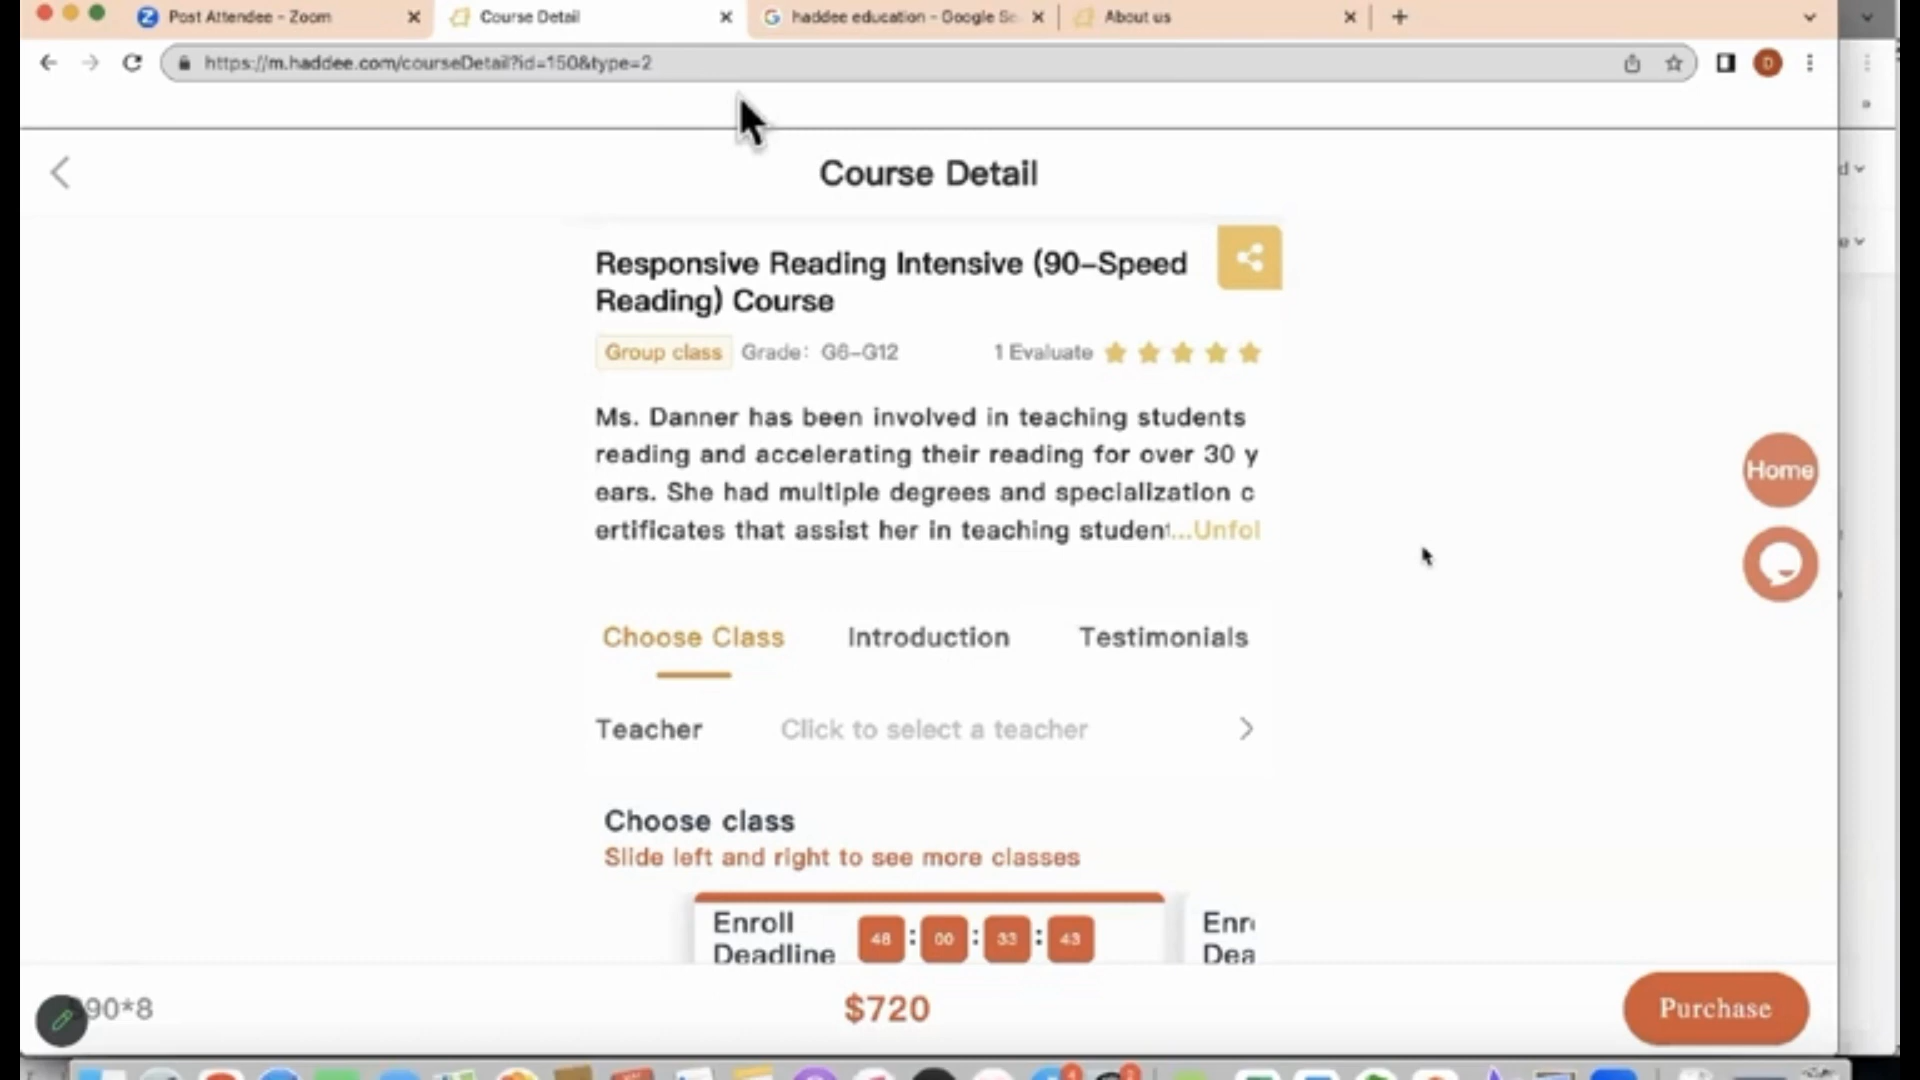 Post Attendee - Zoom
Course Detail
haddee education - Google Se
About us
https://m.haddee.com/courseDetail?id=150&type=2
D
Course Detail
Responsive Reading Intensive (90-Speed
Reading) Course
Group class Grade: G6-G12 1 Evaluate
Ms. Danner has been involved in teaching students
reading and accelerating their reading for over 30 y
ears. She had multiple degrees and specialization c
ertificates that assist her in teaching student...Unfol
Home
Choose Class Introduction Testimonials
Teacher Click to select a teacher
Choose class
Slide left and right to see more classes
Enroll
Deadline
48 : 00 : 33 : 43
Enr
Dea
90*8
$720
Purchase